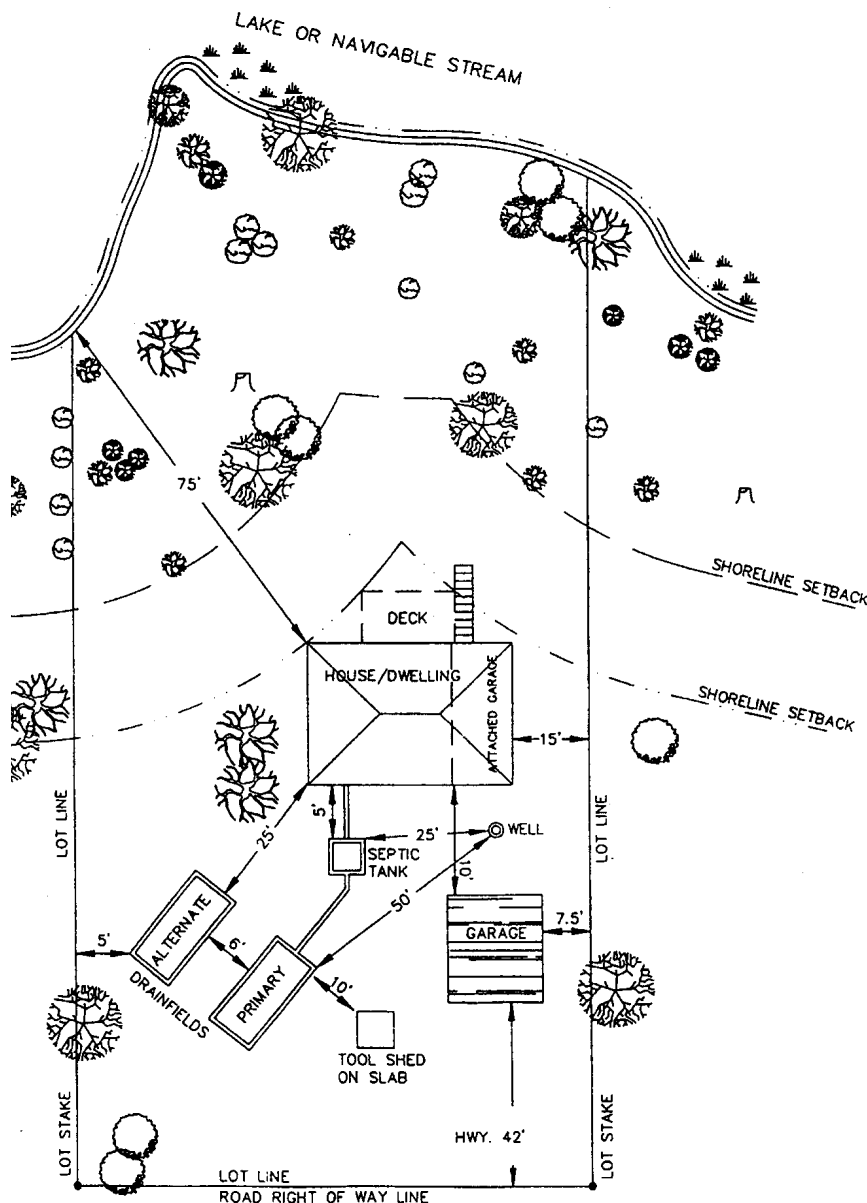 LAKE OR NAVIGABLE STREAM
75'
SHORELINE SETBACK
DECK
HOUSE/DWELLING
ATTACHED GARAGE
SHORELINE SETBACK
15'
LOT LINE
LOT LINE
5'
25'
25'
WELL
SEPTIC
TANK
10'
50'
ALTERNATE
GARAGE
7.5'
5'
6'
PRIMARY
10'
DRAINFIELDS
TOOL SHED
ON SLAB
LOT STAKE
HWY. 42'
LOT STAKE
LOT LINE
ROAD RIGHT OF WAY LINE